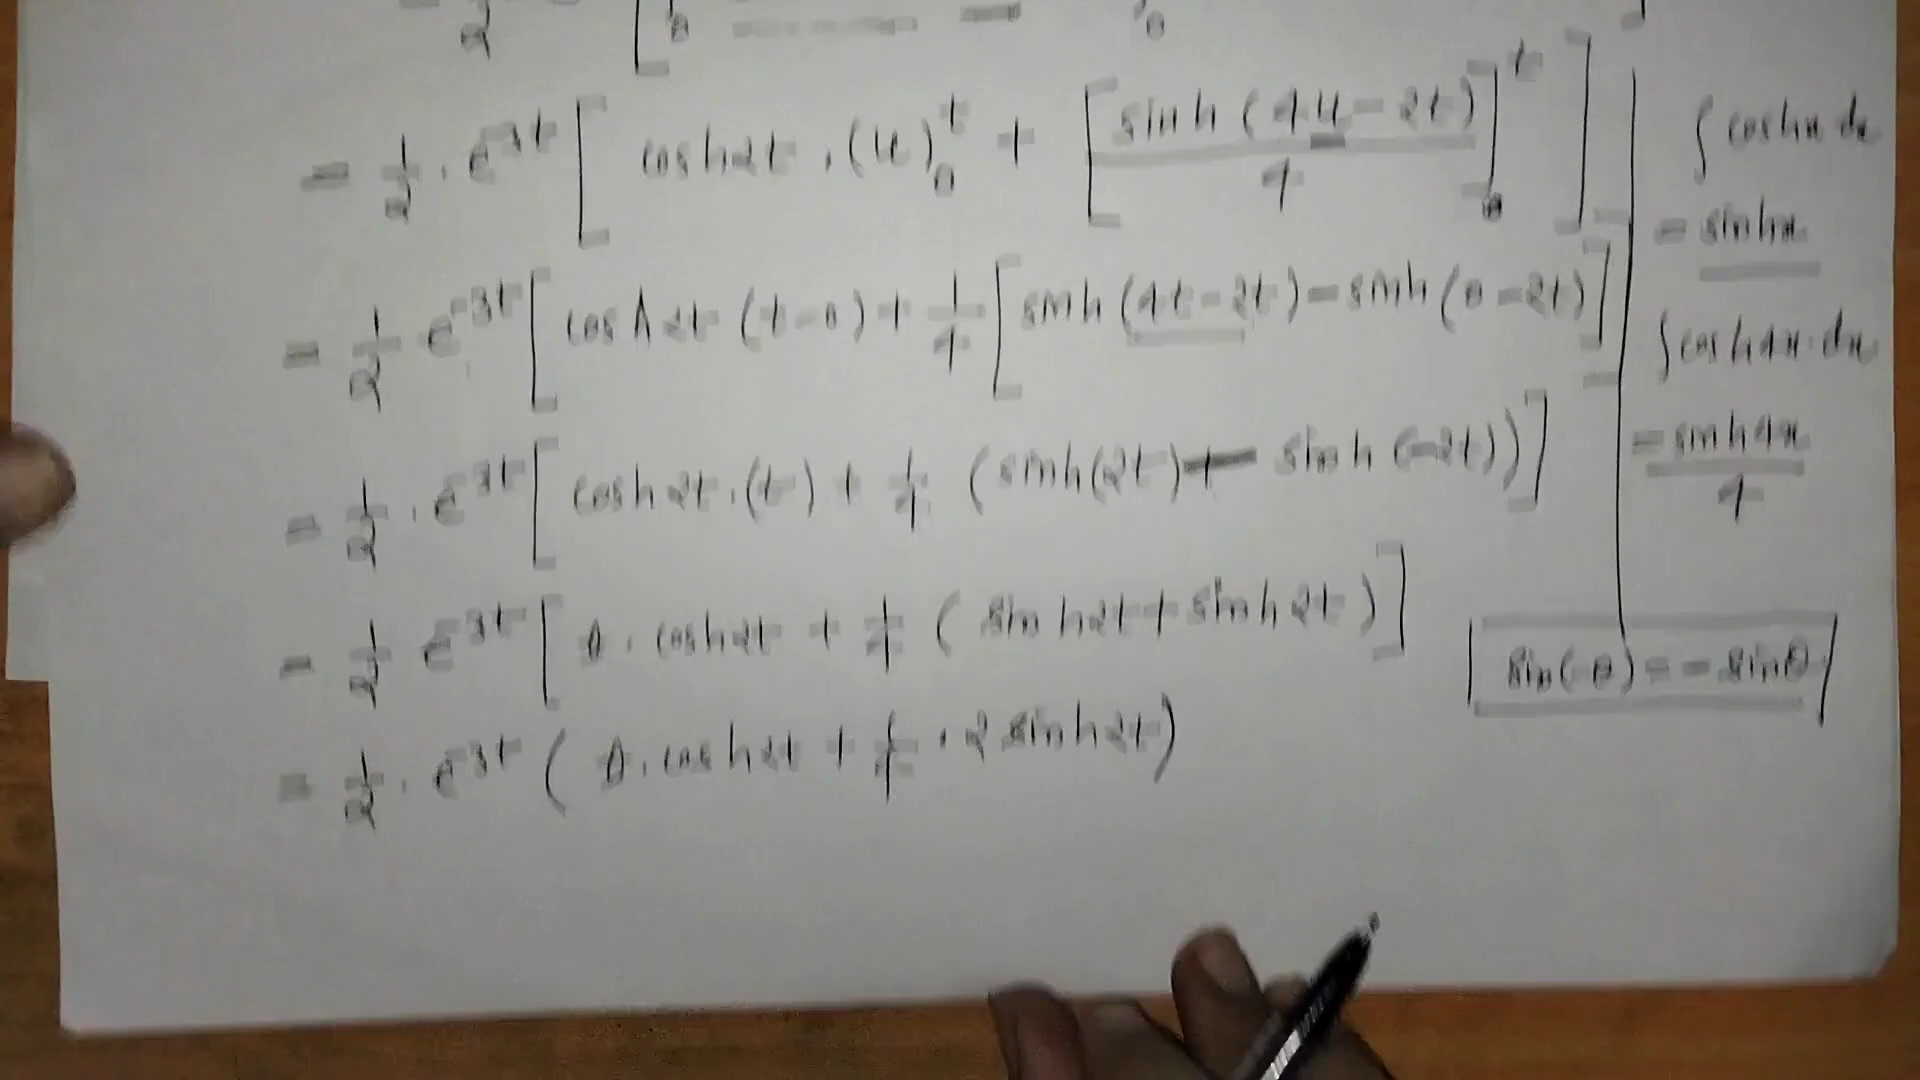 = 1/2 . e^-3t [ cosh2t . (u)_0^t + [ sinh(4u-2t) / 4 ]_0^t ]
= 1/2 e^-3t [ cosh2t (t-0) + 1/4 [ sinh(4t-2t) - sinh(0-2t) ]
= 1/2 . e^-3t [ cosh2t . (t) + 1/4 (sinh(2t) - sinh(-2t)) ]
= 1/2 e^-3t [ t . cosh2t + 1/4 (sinh2t + sinh2t) ]
= 1/2 . e^-3t ( t . cosh2t + 1/4 . 2 sinh2t)
∫ coshx dx
= sinhx
∫ cosh4x . dx
= sinh4x / 4
sin(-θ) = - sinθ